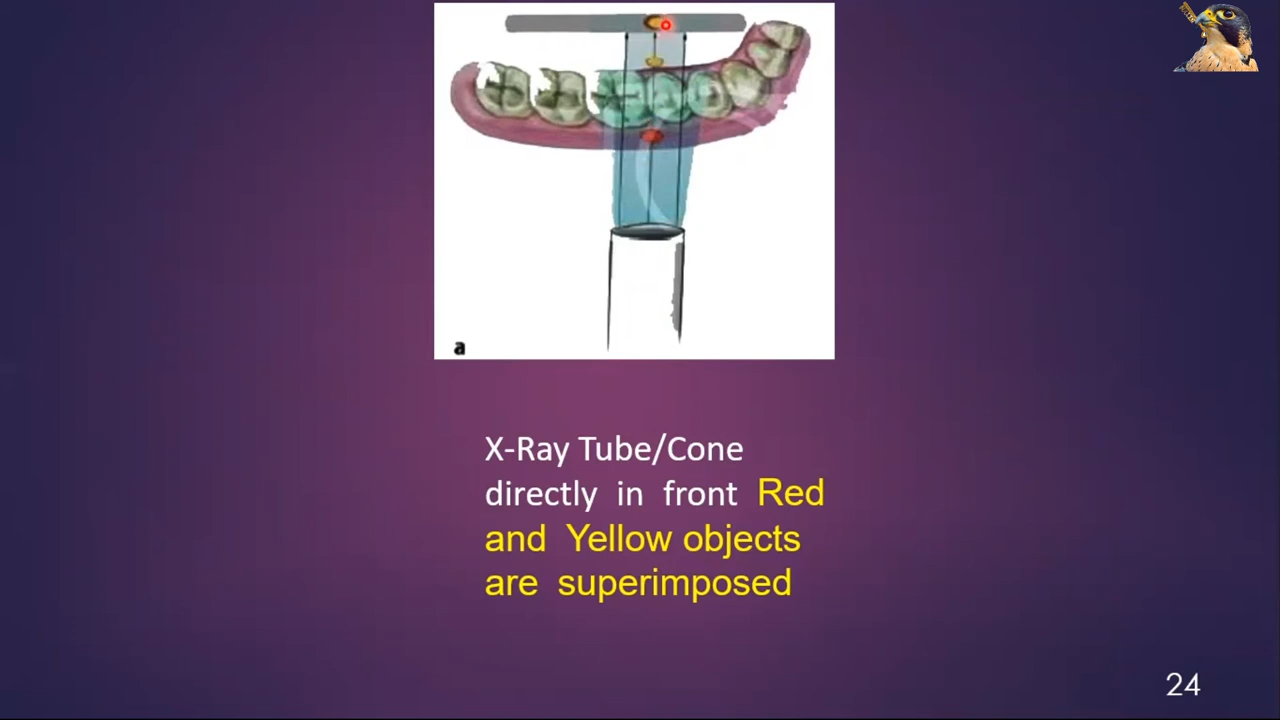 a
X-Ray Tube/Cone
directly in front Red
and Yellow objects
are superimposed
24